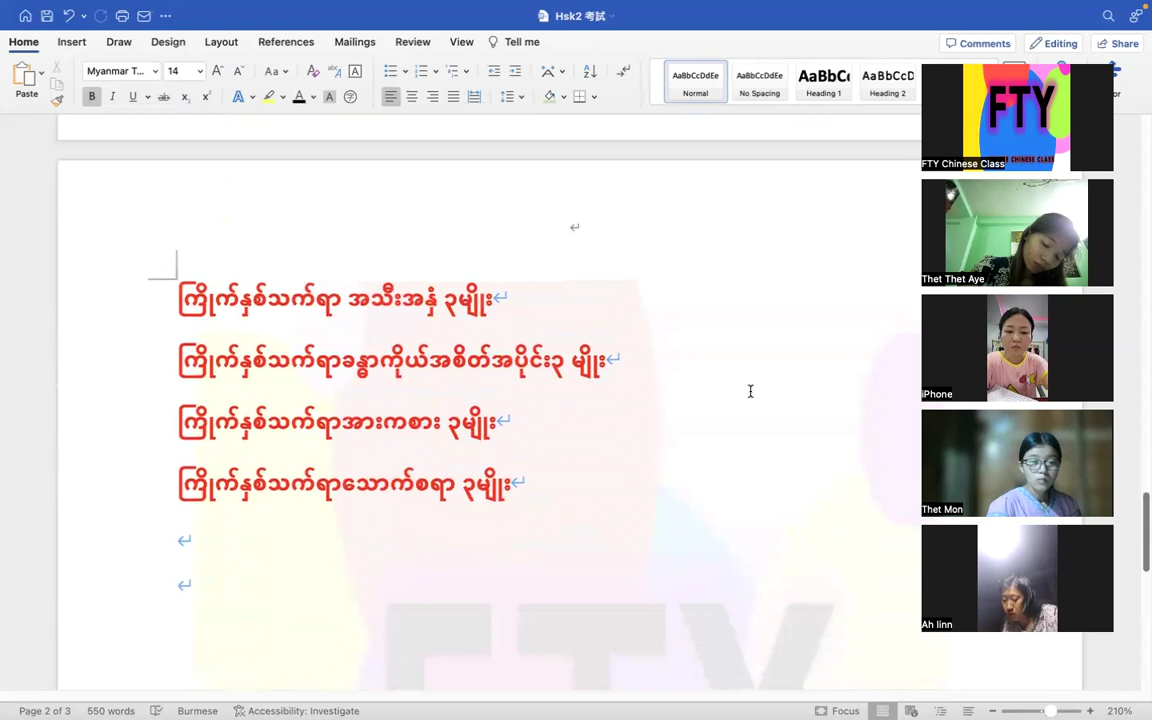 Hsk2 考試
Home Insert Draw Design Layout References Mailings Review View Tell me
Comments Editing Share
Paste
Myanmar T... 14
AaBbCcDdEe AaBbCcDdEe AaBbCc AaBbCcD
Normal No Spacing Heading 1 Heading 2
FTY
CHINESE CLASS
FTY Chinese Class
Thet Thet Aye
iPhone
Thet Mon
Ah linn
ကြိုက်နှစ်သက်ရာ အသီးအနှံ ၃မျိုး
ကြိုက်နှစ်သက်ရာခန္ဓာကိုယ်အစိတ်အပိုင်း၃ မျိုး
ကြိုက်နှစ်သက်ရာအားကစား ၃မျိုး
ကြိုက်နှစ်သက်ရာသောက်စရာ ၃မျိုး
FTY
Page 2 of 3 550 words Burmese Accessibility: Investigate Focus 210%